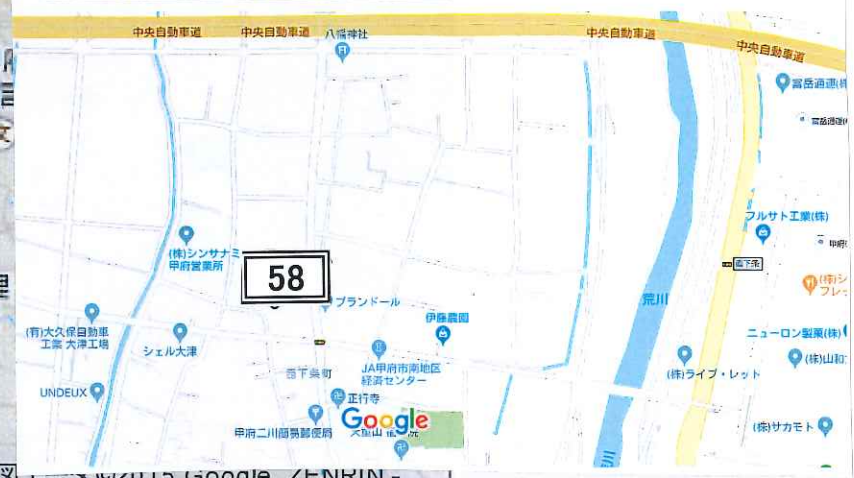 中央自動車道
中央自動車道
八幡神社
中央自動車道
中央自動車道
富岳通運(株
(株)シンサナミ
甲府営業所
58
ブランドール
フルサト工業(株)
荒川
(有)大久保自動車
工業 大津工場
シェル大津
伊藤農園
ニューロン製菓(株)
(株)山和
JA甲府市南地区
経済センター
(株)ライブ・レット
西下条町
UNDEUX
正行寺
甲府二川簡易郵便局
Google
(株)サカモト
©2015 Google, ZENRIN